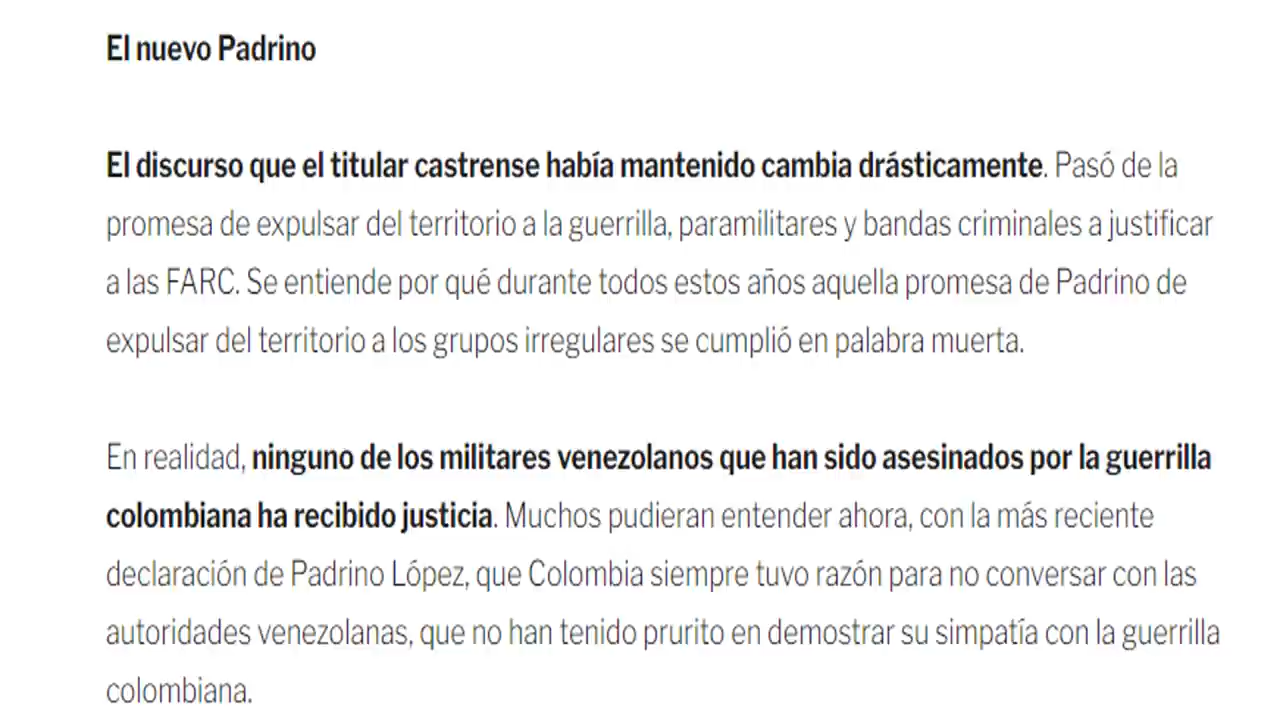 El nuevo Padrino
El discurso que el titular castrense había mantenido cambia drásticamente. Pasó de la
promesa de expulsar del territorio a la guerrilla, paramilitares y bandas criminales a justificar
a las FARC. Se entiende por qué durante todos estos años aquella promesa de Padrino de
expulsar del territorio a los grupos irregulares se cumplió en palabra muerta.
En realidad, ninguno de los militares venezolanos que han sido asesinados por la guerrilla
colombiana ha recibido justicia. Muchos pudieran entender ahora, con la más reciente
declaración de Padrino López, que Colombia siempre tuvo razón para no conversar con las
autoridades venezolanas, que no han tenido prurito en demostrar su simpatía con la guerrilla
colombiana.